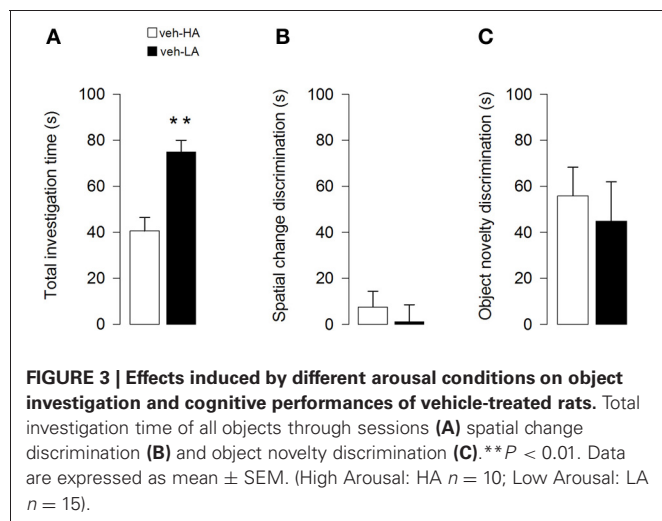 A
B
C
veh-HA
veh-LA
Total investigation time (s)
100
80
60
40
20
0
**
Spatial change discrimination (s)
100
80
60
40
20
0
Object novelty discrimination (s)
100
80
60
40
20
0
FIGURE 3 | Effects induced by different arousal conditions on object
investigation and cognitive performances of vehicle-treated rats. Total
investigation time of all objects through sessions (A) spatial change
discrimination (B) and object novelty discrimination (C).**P < 0.01. Data
are expressed as mean ± SEM. (High Arousal: HA n = 10; Low Arousal: LA
n = 15).